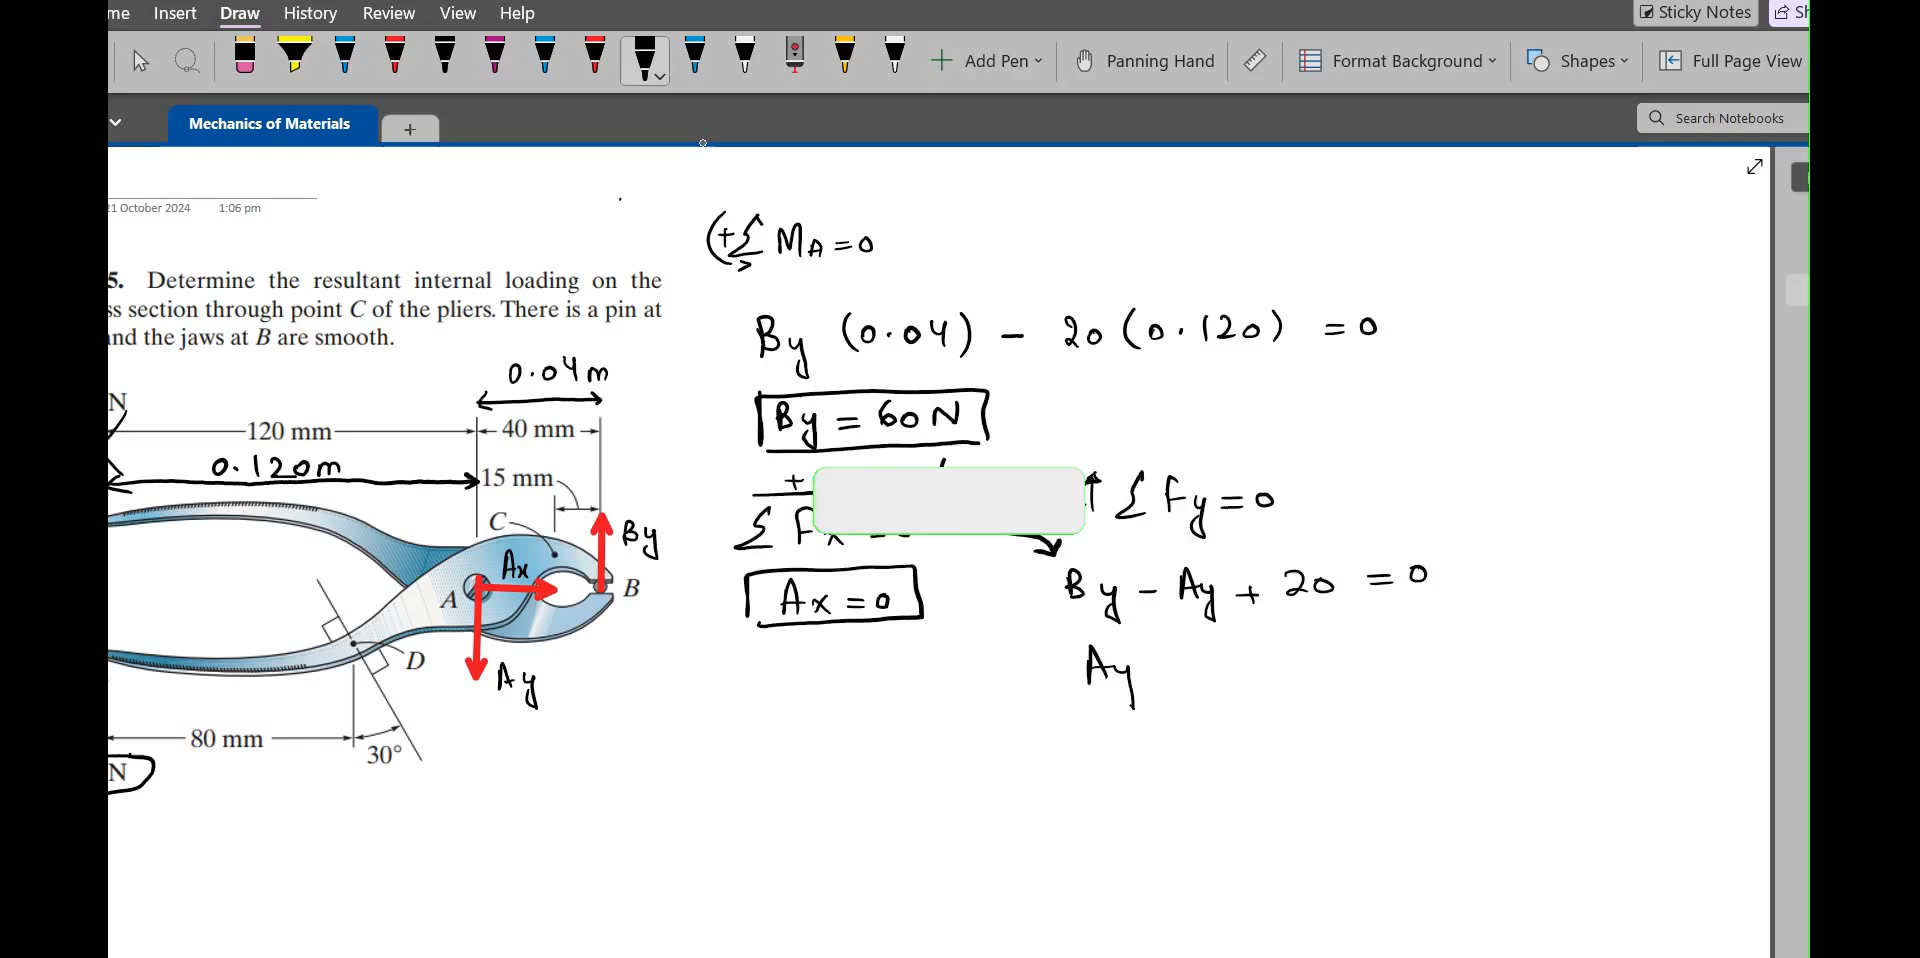 me Insert Draw History Review View Help
Sticky Notes
Add Pen Panning Hand Format Background Shapes Full Page View
Mechanics of Materials +
Search Notebooks
21 October 2024 1:06 pm
5. Determine the resultant internal loading on the
ss section through point C of the pliers. There is a pin at
and the jaws at B are smooth.
0.04m
N
120 mm 40 mm
0.120m 15 mm
C By
Ax
A B
D
Ay
80 mm 30°
N
(+ΣMA=0
By (0.04) - 20(0.120) = 0
By = 60N
+
↑ΣFy=0
Ax=0
By - Ay + 20 = 0
Ay